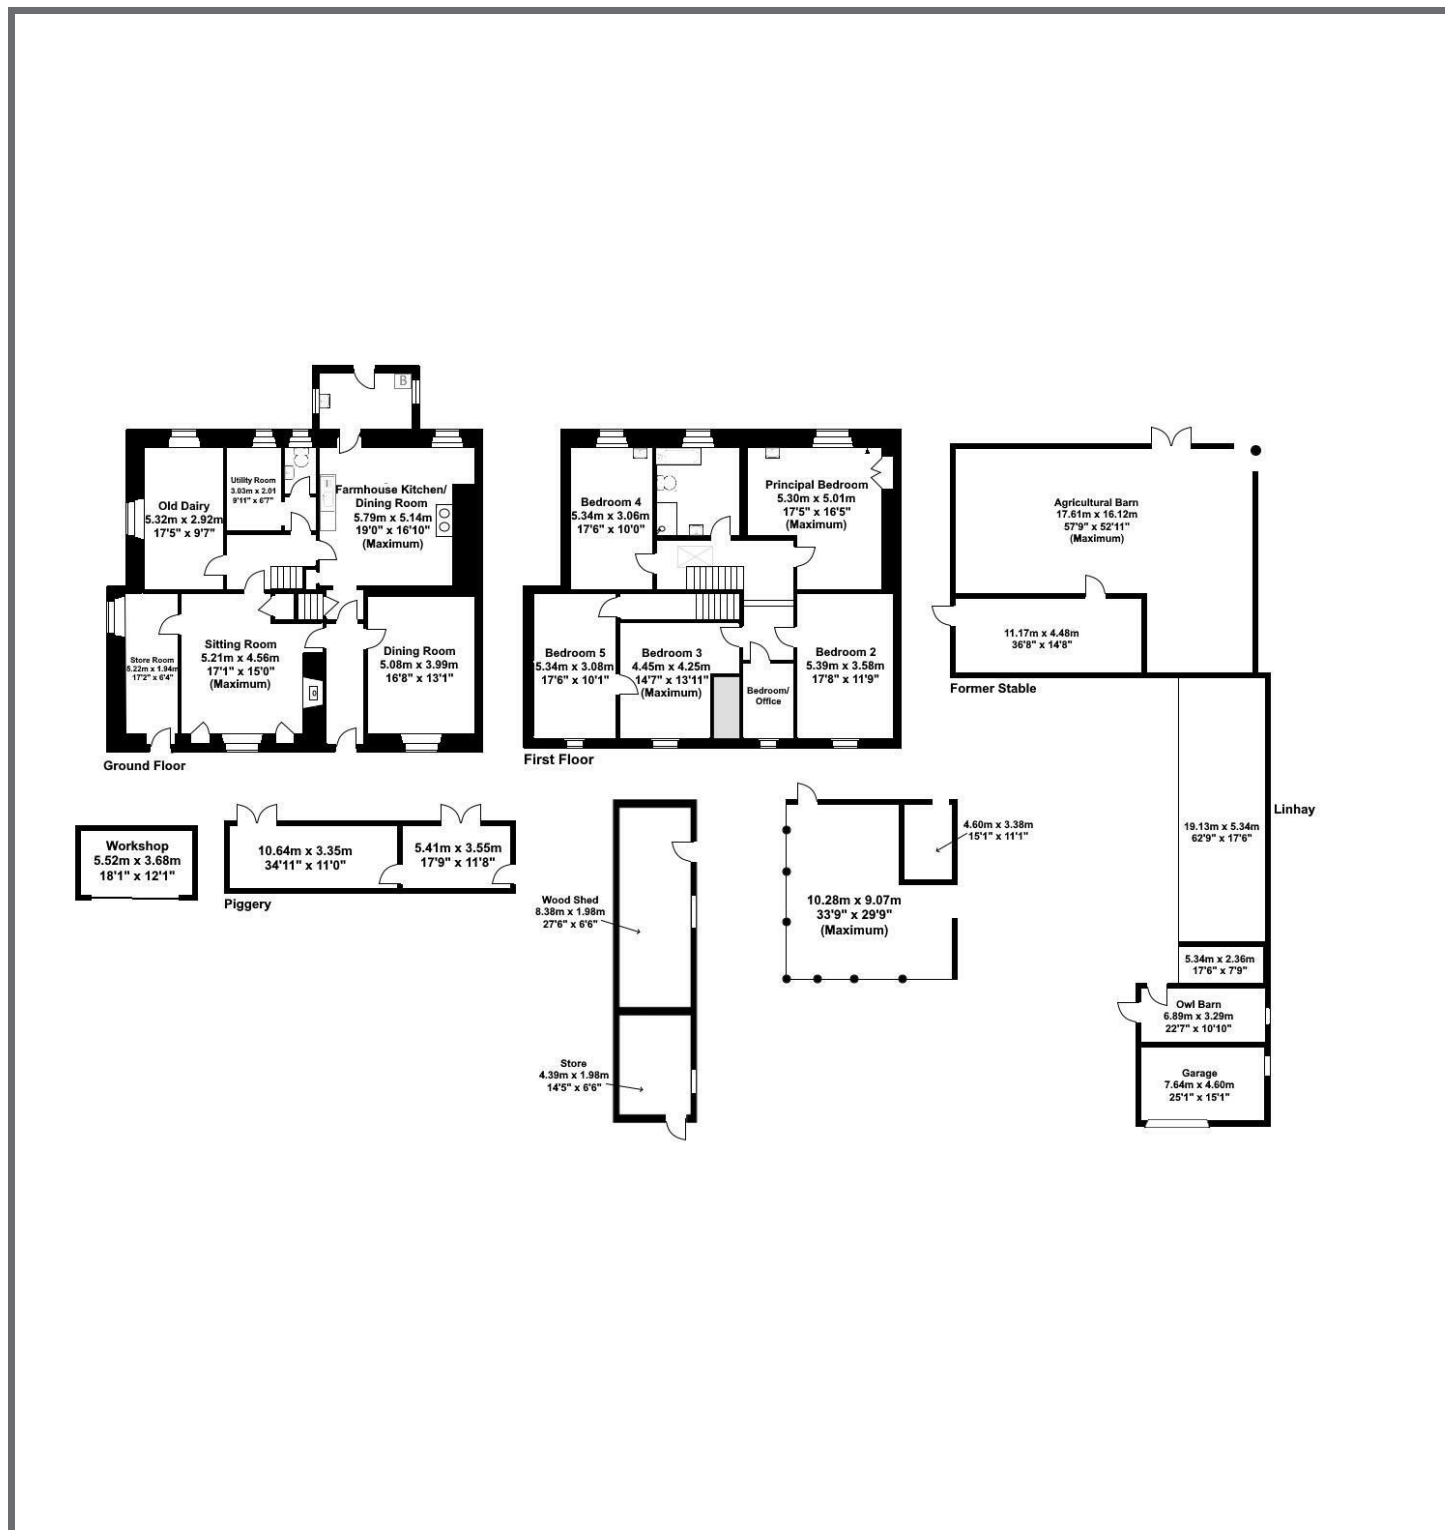 B
Utility Room
3.03m x 2.01
9'11" x 6'7"
Old Dairy
5.32m x 2.92m
17'5" x 9'7"
Farmhouse Kitchen/
Dining Room
5.79m x 5.14m
19'0" x 16'10"
(Maximum)
Store Room
5.22m x 1.94m
17'2" x 6'4"
Sitting Room
5.21m x 4.56m
17'1" x 15'0"
(Maximum)
Dining Room
5.08m x 3.99m
16'8" x 13'1"
Ground Floor
Bedroom 4
5.34m x 3.06m
17'6" x 10'0"
Principal Bedroom
5.30m x 5.01m
17'5" x 16'5"
(Maximum)
Bedroom 5
5.34m x 3.08m
17'6" x 10'1"
Bedroom 3
4.45m x 4.25m
14'7" x 13'11"
(Maximum)
Bedroom/
Office
Bedroom 2
5.39m x 3.58m
17'8" x 11'9"
First Floor
Agricultural Barn
17.61m x 16.12m
57'9" x 52'11"
(Maximum)
11.17m x 4.48m
36'8" x 14'8"
Former Stable
Linhay
19.13m x 5.34m
62'9" x 17'6"
5.34m x 2.36m
17'6" x 7'9"
Owl Barn
6.89m x 3.29m
22'7" x 10'10"
Garage
7.64m x 4.60m
25'1" x 15'1"
Workshop
5.52m x 3.68m
18'1" x 12'1"
10.64m x 3.35m
34'11" x 11'0"
5.41m x 3.55m
17'9" x 11'8"
Piggery
Wood Shed
8.38m x 1.98m
27'6" x 6'6"
Store
4.39m x 1.98m
14'5" x 6'6"
4.60m x 3.38m
15'1" x 11'1"
10.28m x 9.07m
33'9" x 29'9"
(Maximum)